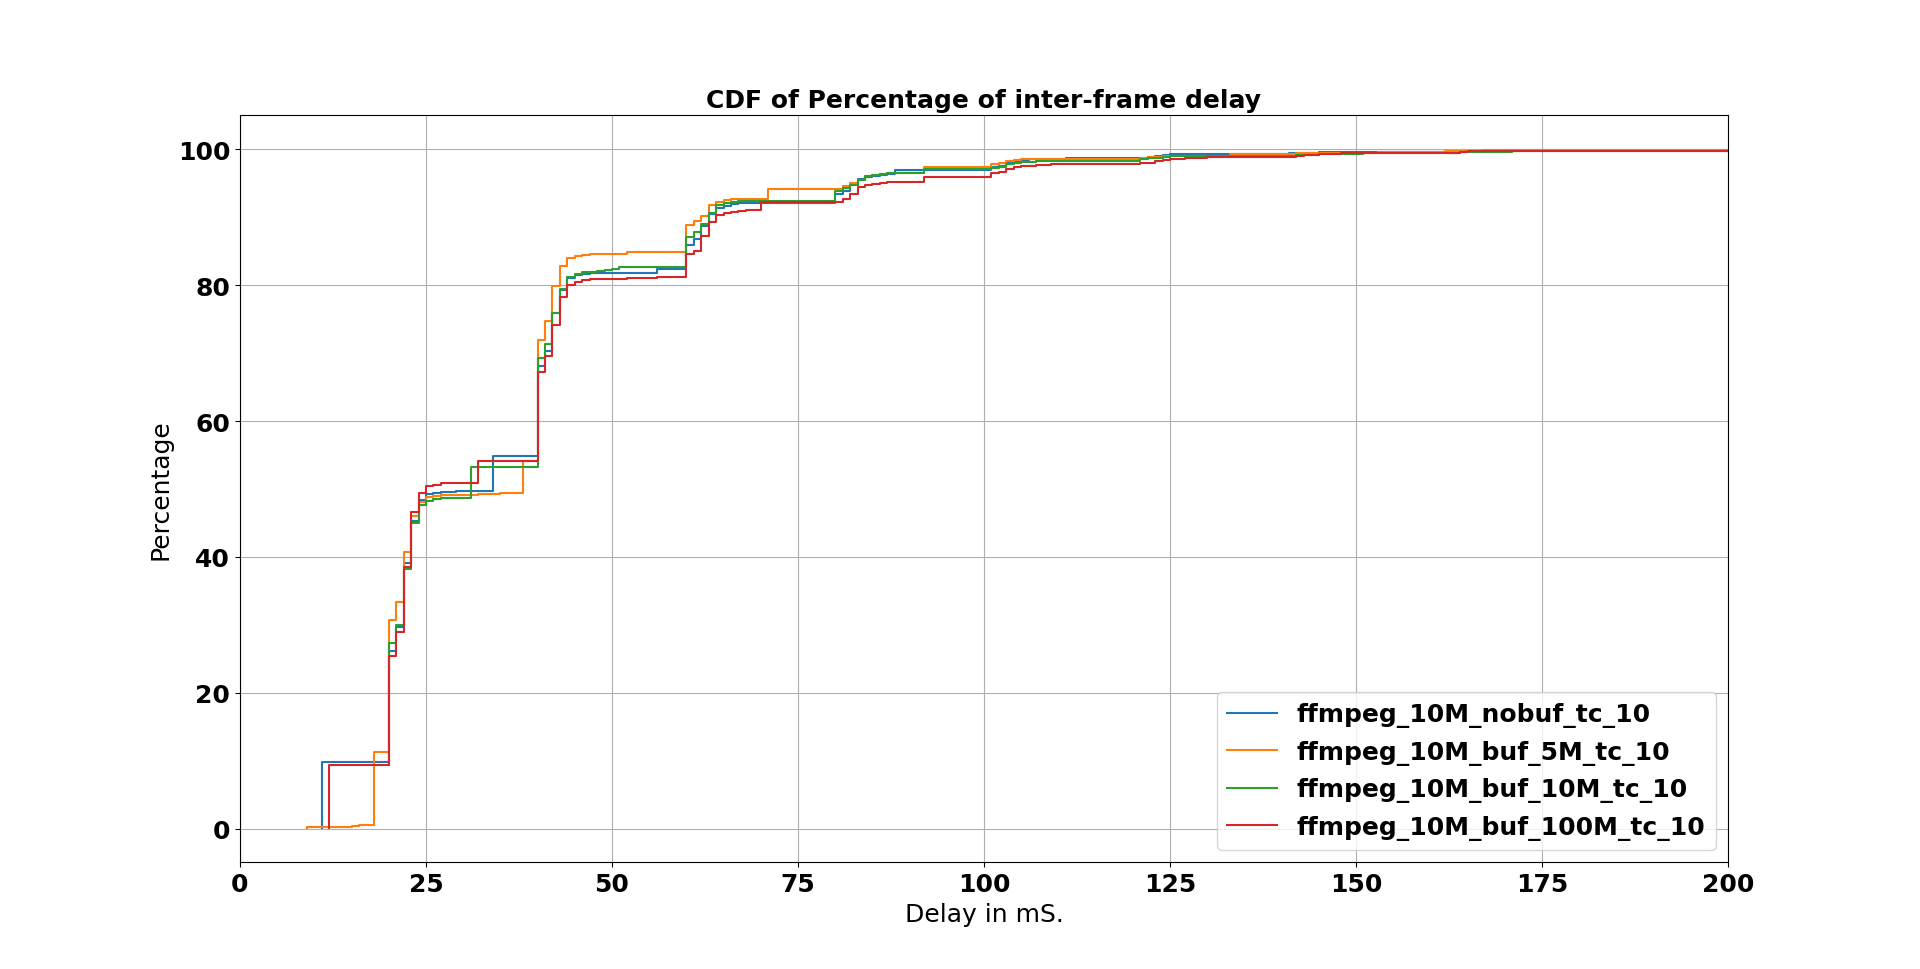 CDF of Percentage of inter-frame delay
100
80
60
40
20
0
Percentage
0 25 50 75 100 125 150 175 200
Delay in mS.
ffmpeg_10M_nobuf_tc_10
ffmpeg_10M_buf_5M_tc_10
ffmpeg_10M_buf_10M_tc_10
ffmpeg_10M_buf_100M_tc_10